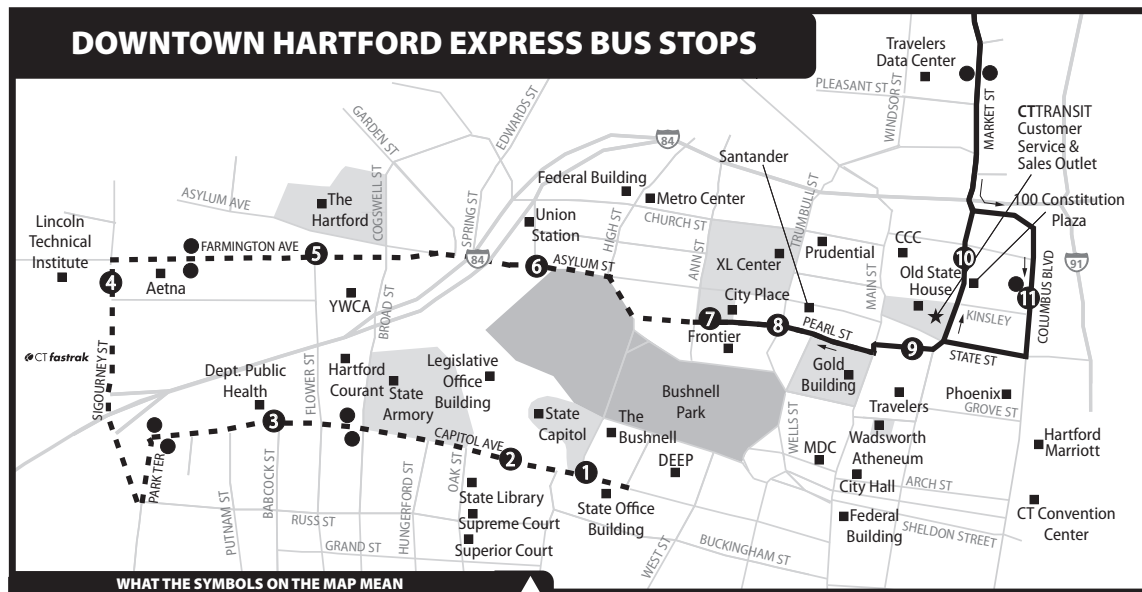 DOWNTOWN HARTFORD EXPRESS BUS STOPS
Travelers
Data Center
PLEASANT ST
WINDSOR ST
MARKET ST
CTTRANSIT
Customer
Service &
Sales Outlet
100 Constitution
Plaza
GARDEN ST
EDWARDS ST
84
Santander
Federal Building
Metro Center
CHURCH ST
TRUMBULL ST
ASYLUM AVE
The
Hartford
COGSWELL ST
SPRING ST
Union
Station
HIGH ST
ANN ST
XL Center
Prudential
CCC
Lincoln
Technical
Institute
FARMINGTON AVE
5
84
6
ASYLUM ST
MAIN ST
Old State
House
10
91
4
Aetna
YWCA
BROAD ST
City Place
7
8
PEARL ST
Frontier
9
KINSLEY
STATE ST
11
COLUMBUS BLVD
CT fastrak
SIGOURNEY ST
Dept. Public
Health
FLOWER ST
Hartford
Courant
State
Armory
Legislative
Office
Building
Bushnell
Park
Gold
Building
Travelers
Phoenix
GROVE ST
3
CAPITOL AVE
2
State
Capitol
The
Bushnell
1
DEEP
WELLS ST
MDC
Wadsworth
Atheneum
Hartford
Marriott
PARK TER
PUTNAM ST
BABCOCK ST
HUNGERFORD ST
OAK ST
State Library
State Office
Building
City Hall
ARCH ST
RUSS ST
Supreme Court
Federal
Building
SHELDON STREET
CT Convention
Center
GRAND ST
Superior Court
WEST ST
BUCKINGHAM ST
WHAT THE SYMBOLS ON THE MAP MEAN